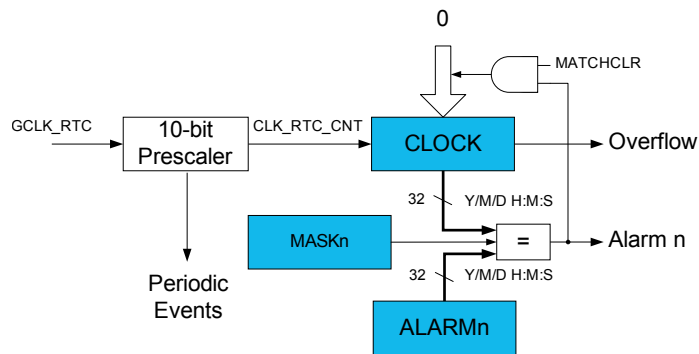 0
MATCHCLR
GCLK_RTC
10-bit
Prescaler
CLK_RTC_CNT
CLOCK
Overflow
32
Y/M/D H:M:S
MASKn
=
Alarm n
32
Y/M/D H:M:S
Periodic
Events
ALARMn